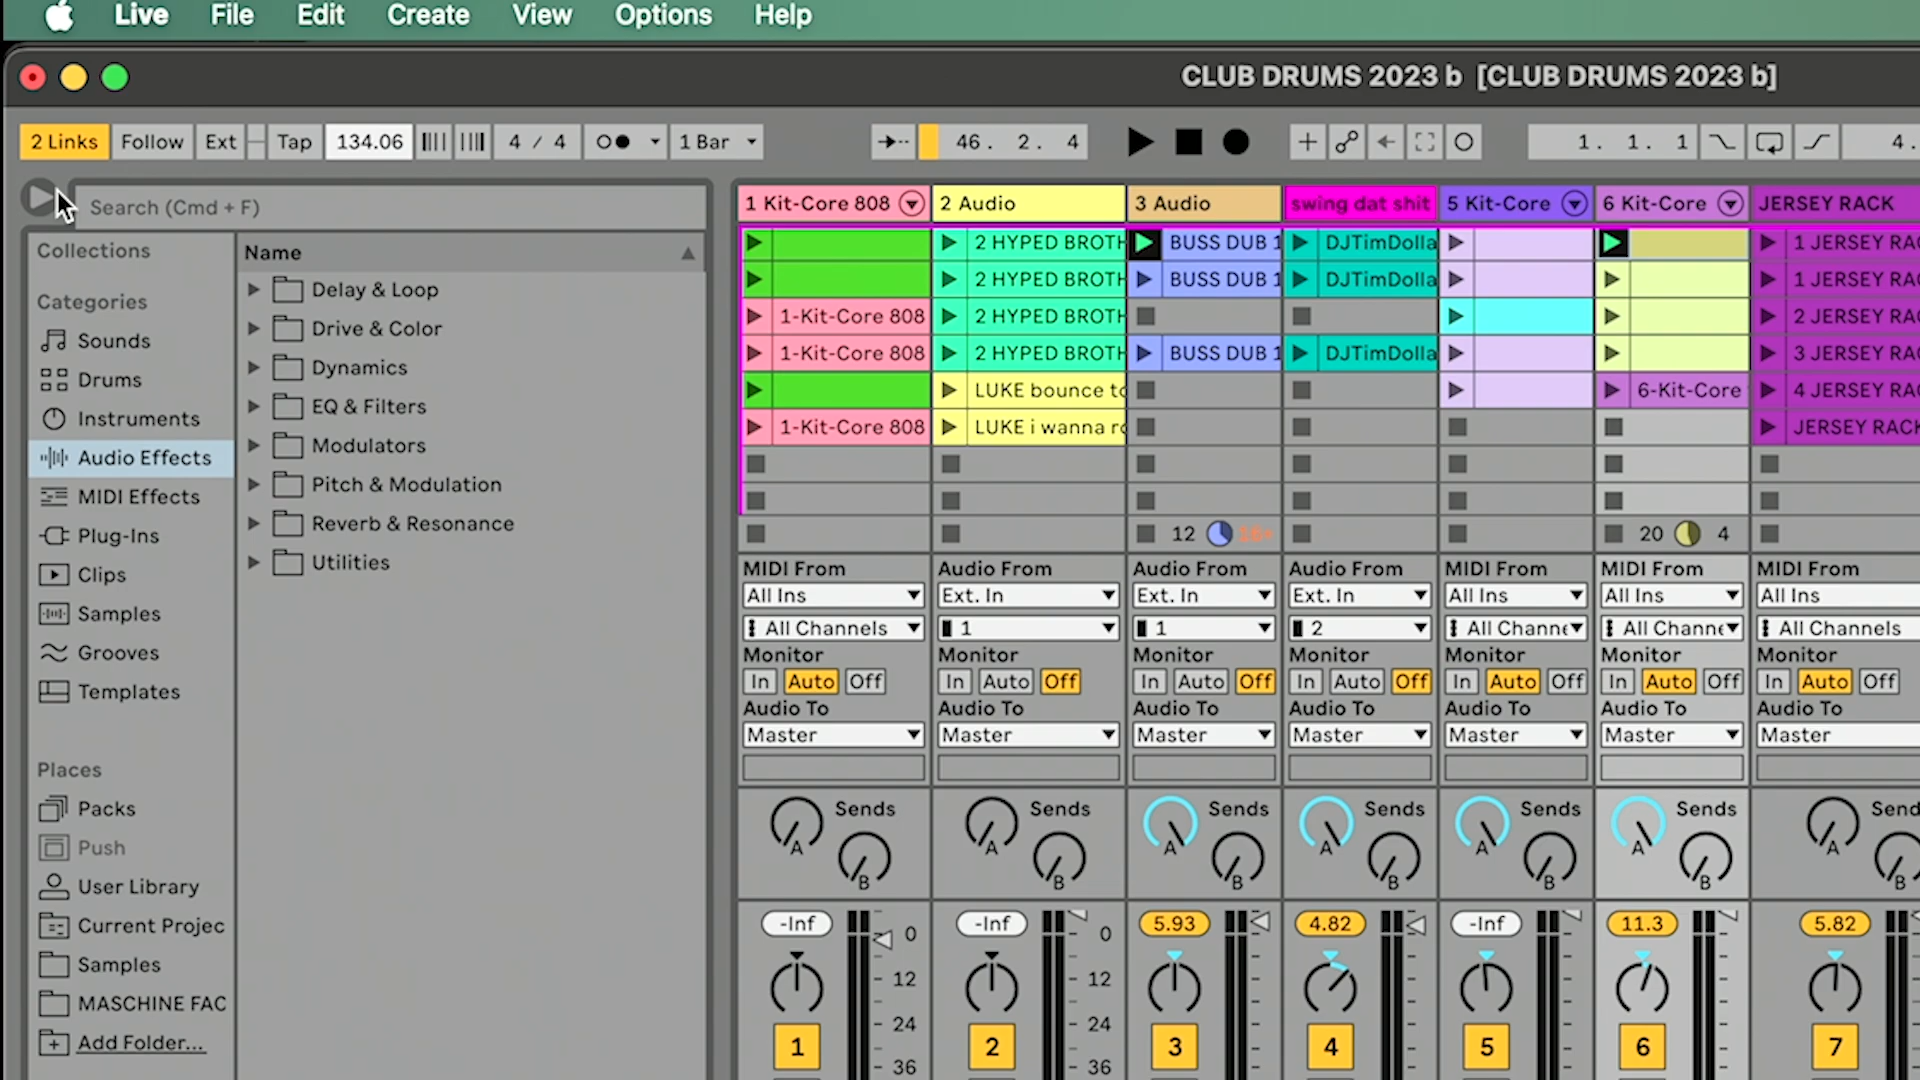 Live File Edit Create View Options Help
CLUB DRUMS 2023 b [CLUB DRUMS 2023 b]
2 Links Follow Ext Tap 134.06 4 / 4 1 Bar 46. 2. 4 1. 1. 1 4.
Search (Cmd + F)
1 Kit-Core 808 2 Audio 3 Audio swing dat shit 5 Kit-Core 6 Kit-Core JERSEY RACK
Collections
Categories
Sounds
Drums
Instruments
Audio Effects
MIDI Effects
Plug-Ins
Clips
Samples
Grooves
Templates
Places
Packs
Push
User Library
Current Projec
Samples
MASCHINE FAC
Add Folder...
Name
Delay & Loop
Drive & Color
Dynamics
EQ & Filters
Modulators
Pitch & Modulation
Reverb & Resonance
Utilities
2 HYPED BROTH BUSS DUB 1 DJTimDolla 1 JERSEY RAC
2 HYPED BROTH BUSS DUB 1 DJTimDolla 1 JERSEY RAC
1-Kit-Core 808 2 HYPED BROTH 2 JERSEY RAC
1-Kit-Core 808 2 HYPED BROTH BUSS DUB 1 DJTimDolla 3 JERSEY RAC
LUKE bounce to 6-Kit-Core 4 JERSEY RAC
1-Kit-Core 808 LUKE i wanna ro JERSEY RACK
12 20 4
MIDI From Audio From Audio From Audio From MIDI From MIDI From MIDI From
All Ins Ext. In Ext. In Ext. In All Ins All Ins All Ins
All Channels 1 1 2 All Channe All Channe All Channels
Monitor Monitor Monitor Monitor Monitor Monitor Monitor
In Auto Off In Auto Off In Auto Off In Auto Off In Auto Off In Auto Off In Auto Off
Audio To Audio To Audio To Audio To Audio To Audio To Audio To
Master Master Master Master Master Master Master
Sends Sends Sends Sends Sends Sends Send
A B A B A B A B A B A B A B
-Inf -Inf 5.93 4.82 -Inf 11.3 5.82
0 0
12 12
24 24
36 36
1 2 3 4 5 6 7